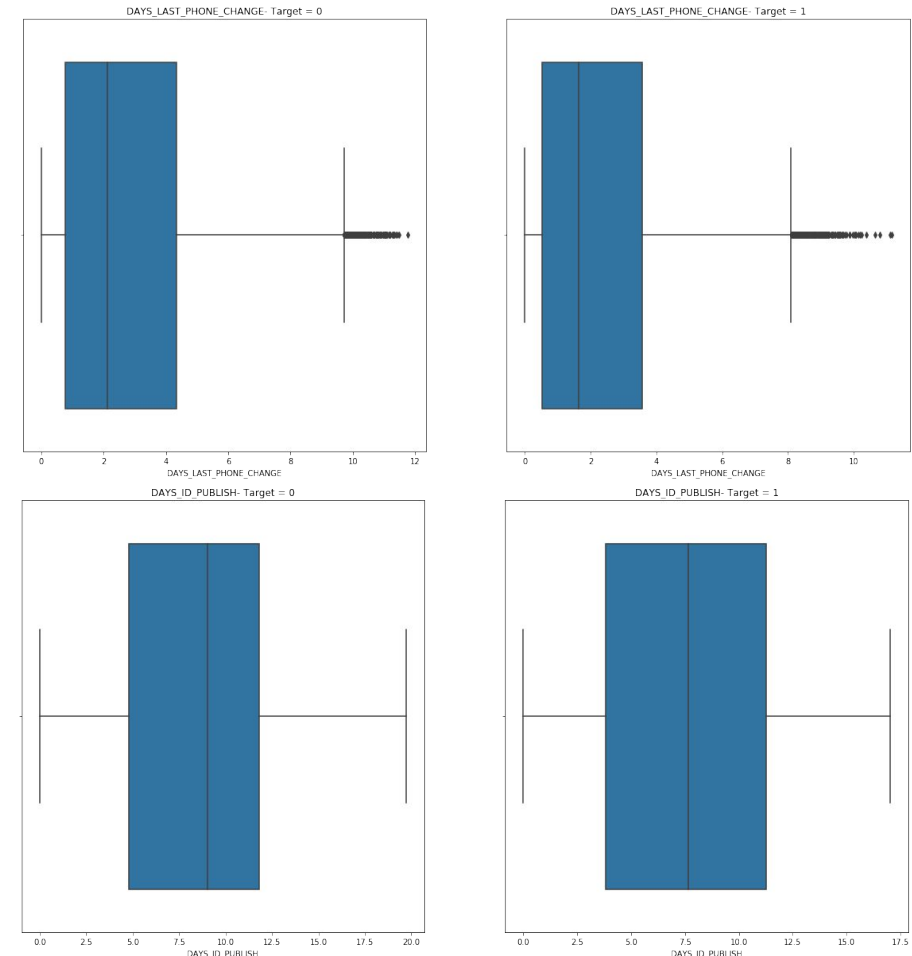 DAYS_LAST_PHONE_CHANGE- Target = 0
0 2 4 6 8 10 12
DAYS_LAST_PHONE_CHANGE
DAYS_LAST_PHONE_CHANGE- Target = 1
0 2 4 6 8 10
DAYS_LAST_PHONE_CHANGE
DAYS_ID_PUBLISH- Target = 0
0.0 2.5 5.0 7.5 10.0 12.5 15.0 17.5 20.0
DAYS_ID_PUBLISH
DAYS_ID_PUBLISH- Target = 1
0.0 2.5 5.0 7.5 10.0 12.5 15.0 17.5
DAYS_ID_PUBLISH